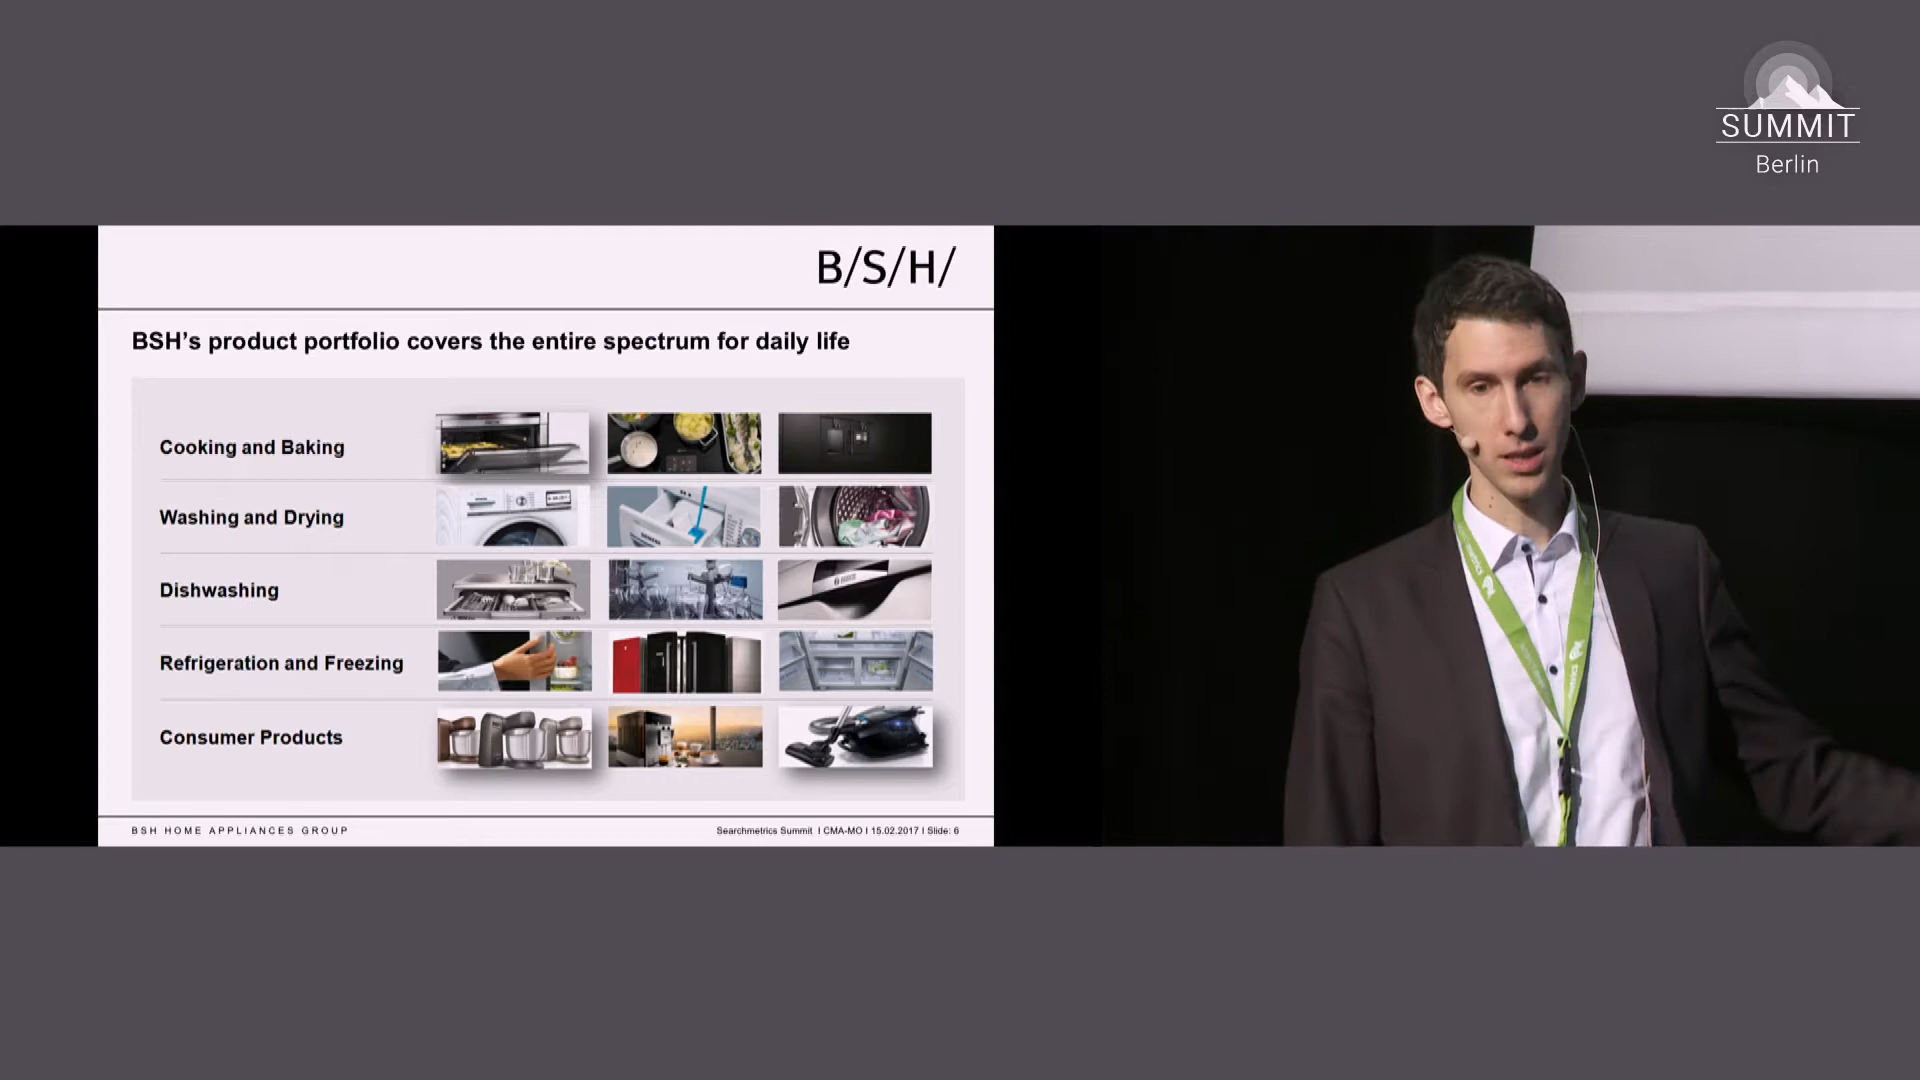 SUMMIT
Berlin
B/S/H/
BSH's product portfolio covers the entire spectrum for daily life
Cooking and Baking
Washing and Drying
Dishwashing
Refrigeration and Freezing
Consumer Products
BSH HOME APPLIANCES GROUP
Searchmetrics Summit I CMA-MO I 15.02.2017 I Slide: 6